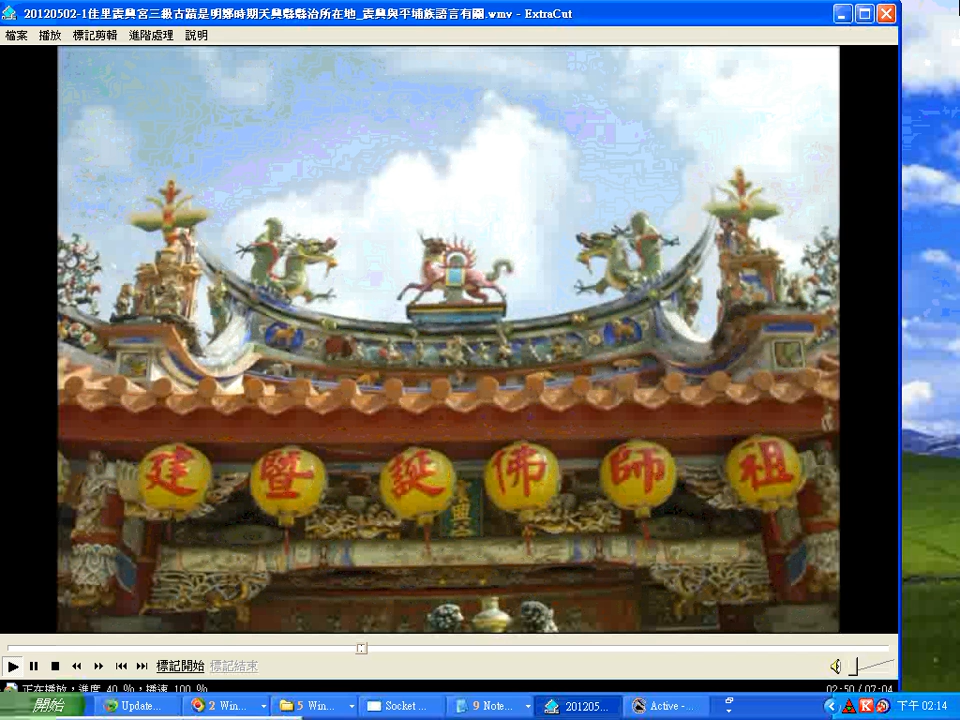 20120502-1佳里震興宮三級古蹟是明鄭時期天興縣縣治所在地_震興與平埔族語言有關.wmv - ExtraCut
檔案 播放 標記剪輯 進階處理 說明
建 暨 誕 佛 師 祖
興
標記開始 標記結束
正在播放，進度 40 %，播速 100 %
02:50 / 07:04
開始 Update... 2 Win... 5 Win... Socket ... 9 Note... 201205... Active -... 下午 02:14